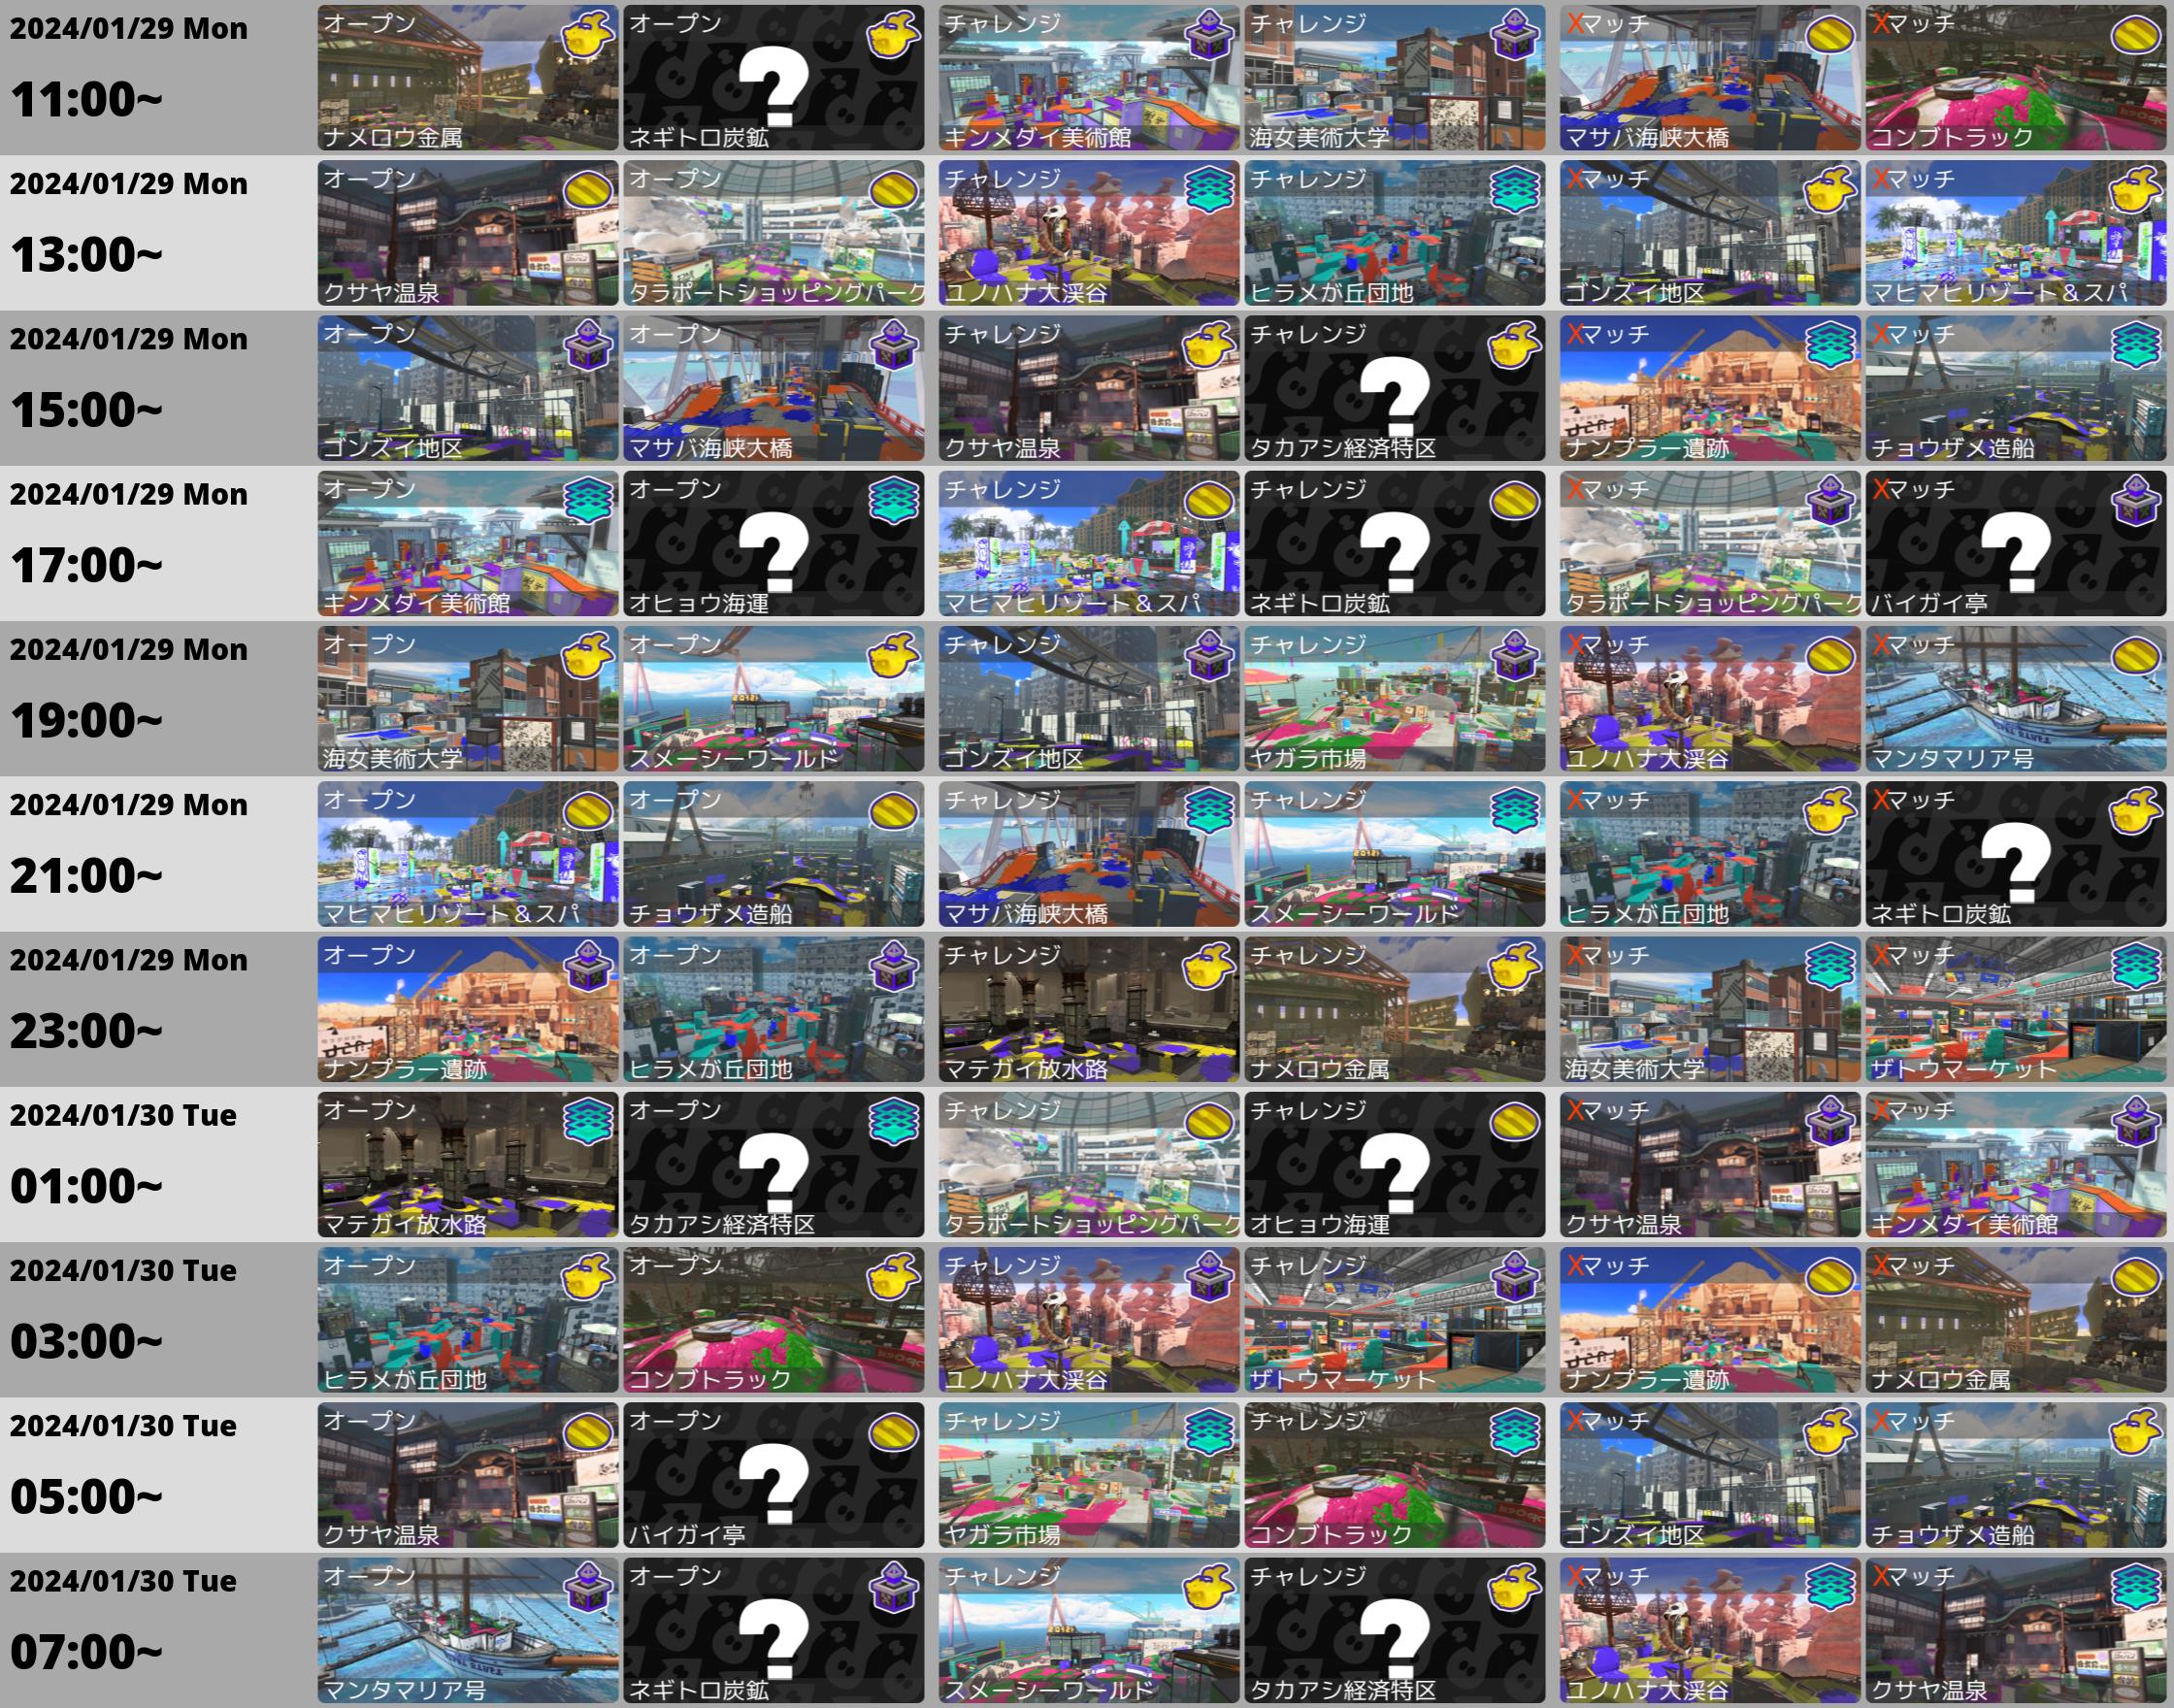 2024/01/29 Mon
11:00~
オープン
ナメロウ金属
オープン
?
ネギトロ炭鉱
チャレンジ
キンメダイ美術館
チャレンジ
海女美術大学
Xマッチ
マサバ海峡大橋
Xマッチ
コンブトラック
2024/01/29 Mon
13:00~
オープン
クサヤ温泉
オープン
タラポートショッピングパーク
チャレンジ
ユノハナ大渓谷
チャレンジ
ヒラメが丘団地
Xマッチ
ゴンズイ地区
Xマッチ
マヒマヒリゾート&スパ
2024/01/29 Mon
15:00~
オープン
ゴンズイ地区
オープン
マサバ海峡大橋
チャレンジ
クサヤ温泉
チャレンジ
?
タカアシ経済特区
Xマッチ
ナンプラー遺跡
Xマッチ
チョウザメ造船
2024/01/29 Mon
17:00~
オープン
キンメダイ美術館
オープン
?
オヒョウ海運
チャレンジ
マヒマヒリゾート&スパ
チャレンジ
?
ネギトロ炭鉱
Xマッチ
タラポートショッピングパーク
Xマッチ
?
バイガイ亭
2024/01/29 Mon
19:00~
オープン
海女美術大学
オープン
スメーシーワールド
チャレンジ
ゴンズイ地区
チャレンジ
ヤガラ市場
Xマッチ
ユノハナ大渓谷
Xマッチ
マンタマリア号
2024/01/29 Mon
21:00~
オープン
マヒマヒリゾート&スパ
オープン
チョウザメ造船
チャレンジ
マサバ海峡大橋
チャレンジ
スメーシーワールド
Xマッチ
ヒラメが丘団地
Xマッチ
?
ネギトロ炭鉱
2024/01/29 Mon
23:00~
オープン
ナンプラー遺跡
オープン
ヒラメが丘団地
チャレンジ
マテガイ放水路
チャレンジ
ナメロウ金属
Xマッチ
海女美術大学
Xマッチ
ザトウマーケット
2024/01/30 Tue
01:00~
オープン
マテガイ放水路
オープン
?
タカアシ経済特区
チャレンジ
タラポートショッピングパーク
チャレンジ
?
オヒョウ海運
Xマッチ
クサヤ温泉
Xマッチ
キンメダイ美術館
2024/01/30 Tue
03:00~
オープン
ヒラメが丘団地
オープン
コンブトラック
チャレンジ
ユノハナ大渓谷
チャレンジ
ザトウマーケット
Xマッチ
ナンプラー遺跡
Xマッチ
ナメロウ金属
2024/01/30 Tue
05:00~
オープン
クサヤ温泉
オープン
?
バイガイ亭
チャレンジ
ヤガラ市場
チャレンジ
コンブトラック
Xマッチ
ゴンズイ地区
Xマッチ
チョウザメ造船
2024/01/30 Tue
07:00~
オープン
マンタマリア号
オープン
?
ネギトロ炭鉱
チャレンジ
スメーシーワールド
チャレンジ
?
タカアシ経済特区
Xマッチ
ユノハナ大渓谷
Xマッチ
クサヤ温泉